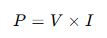 P = V × I